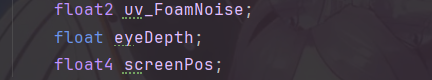 float2 uv_FoamNoise;
float eyeDepth;
float4 screenPos;